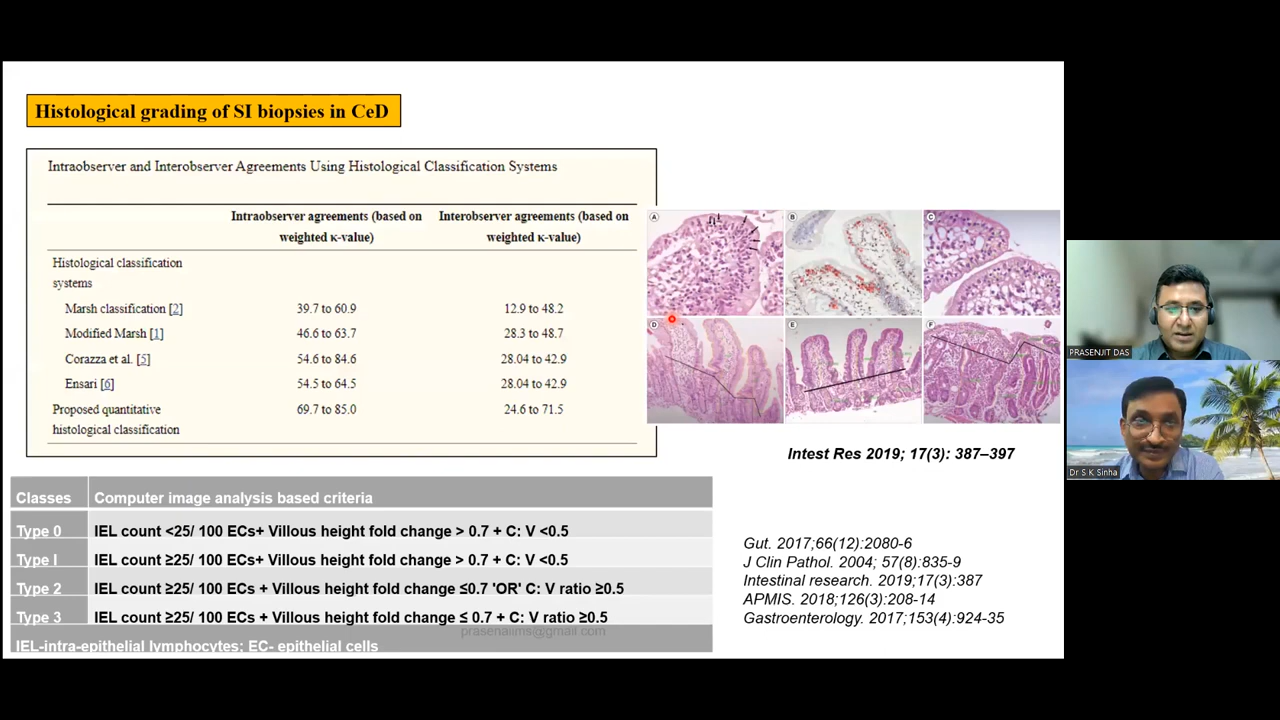 Histological grading of SI biopsies in CeD
Intraobserver and Interobserver Agreements Using Histological Classification Systems
Intraobserver agreements (based on weighted κ-value) Interobserver agreements (based on weighted κ-value)
Histological classification systems
Marsh classification [2] 39.7 to 60.9 12.9 to 48.2
Modified Marsh [1] 46.6 to 63.7 28.3 to 48.7
Corazza et al. [5] 54.6 to 84.6 28.04 to 42.9
Ensari [6] 54.5 to 64.5 28.04 to 42.9
Proposed quantitative histological classification 69.7 to 85.0 24.6 to 71.5
A B C
D E F
Intest Res 2019; 17(3): 387–397
Classes Computer image analysis based criteria
Type 0 IEL count <25/ 100 ECs+ Villous height fold change > 0.7 + C: V <0.5
Type I IEL count ≥25/ 100 ECs+ Villous height fold change > 0.7 + C: V <0.5
Type 2 IEL count ≥25/ 100 ECs + Villous height fold change ≤0.7 'OR' C: V ratio ≥0.5
Type 3 IEL count ≥25/ 100 ECs + Villous height fold change ≤ 0.7 + C: V ratio ≥0.5
prasenaiims@gmail.com
IEL-intra-epithelial lymphocytes; EC- epithelial cells
Gut. 2017;66(12):2080-6
J Clin Pathol. 2004; 57(8):835-9
Intestinal research. 2019;17(3):387
APMIS. 2018;126(3):208-14
Gastroenterology. 2017;153(4):924-35
PRASENJIT DAS
Dr S K Sinha